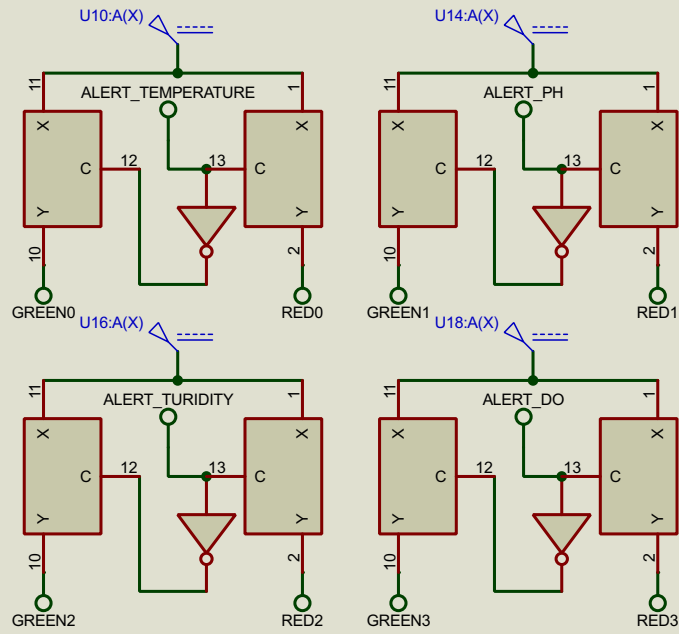 U10:A(X)
U14:A(X)
11
1
11
1
ALERT_TEMPERATURE
ALERT_PH
X
X
X
X
12
C
13
C
12
C
13
C
Y
Y
Y
Y
10
2
10
2
GREEN0
RED0
GREEN1
RED1
U16:A(X)
U18:A(X)
11
1
11
1
ALERT_TURIDITY
ALERT_DO
X
X
X
X
C
12
13
C
C
12
13
C
Y
Y
Y
Y
10
2
10
2
GREEN2
RED2
GREEN3
RED3